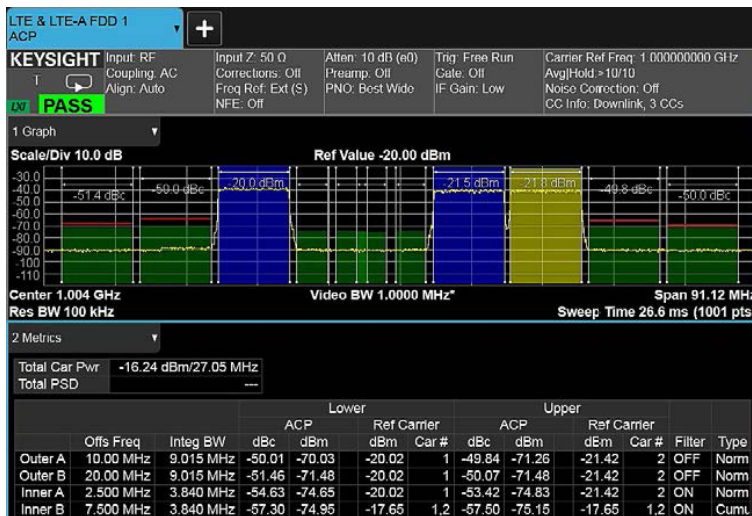 LTE & LTE-A FDD 1
ACP
+
KEYSIGHT
T
LXI PASS
Input: RF
Coupling: AC
Align: Auto
Input Z: 50 Ω
Corrections: Off
Freq Ref: Ext (S)
NFE: Off
Atten: 10 dB (e0)
Preamp: Off
PNO: Best Wide
Trig: Free Run
Gate: Off
IF Gain: Low
Carrier Ref Freq: 1.000000000 GHz
Avg|Hold:>10/10
Noise Correction: Off
CC Info: Downlink, 3 CCs
1 Graph
Scale/Div 10.0 dB Ref Value -20.00 dBm
-30.0
-40.0
-50.0
-60.0
-70.0
-80.0
-90.0
-100
-110
-51.4 dBc -50.0 dBc -20.0 dBm -21.5 dBm -21.8 dBm -49.8 dBc -50.0 dBc
Center 1.004 GHz Video BW 1.0000 MHz* Span 91.12 MHz
Res BW 100 kHz Sweep Time 26.6 ms (1001 pts
2 Metrics
Total Car Pwr -16.24 dBm/27.05 MHz
Total PSD ---
Lower Upper
ACP Ref Carrier ACP Ref Carrier
Offs Freq Integ BW dBc dBm dBm Car # dBc dBm dBm Car # Filter Type
Outer A 10.00 MHz 9.015 MHz -50.01 -70.03 -20.02 1 -49.84 -71.26 -21.42 2 OFF Norm
Outer B 20.00 MHz 9.015 MHz -51.46 -71.48 -20.02 1 -50.07 -71.48 -21.42 2 OFF Norm
Inner A 2.500 MHz 3.840 MHz -54.63 -74.65 -20.02 1 -53.42 -74.83 -21.42 2 ON Norm
Inner B 7.500 MHz 3.840 MHz -57.30 -74.95 -17.65 1,2 -57.50 -75.15 -17.65 1,2 ON Cumu